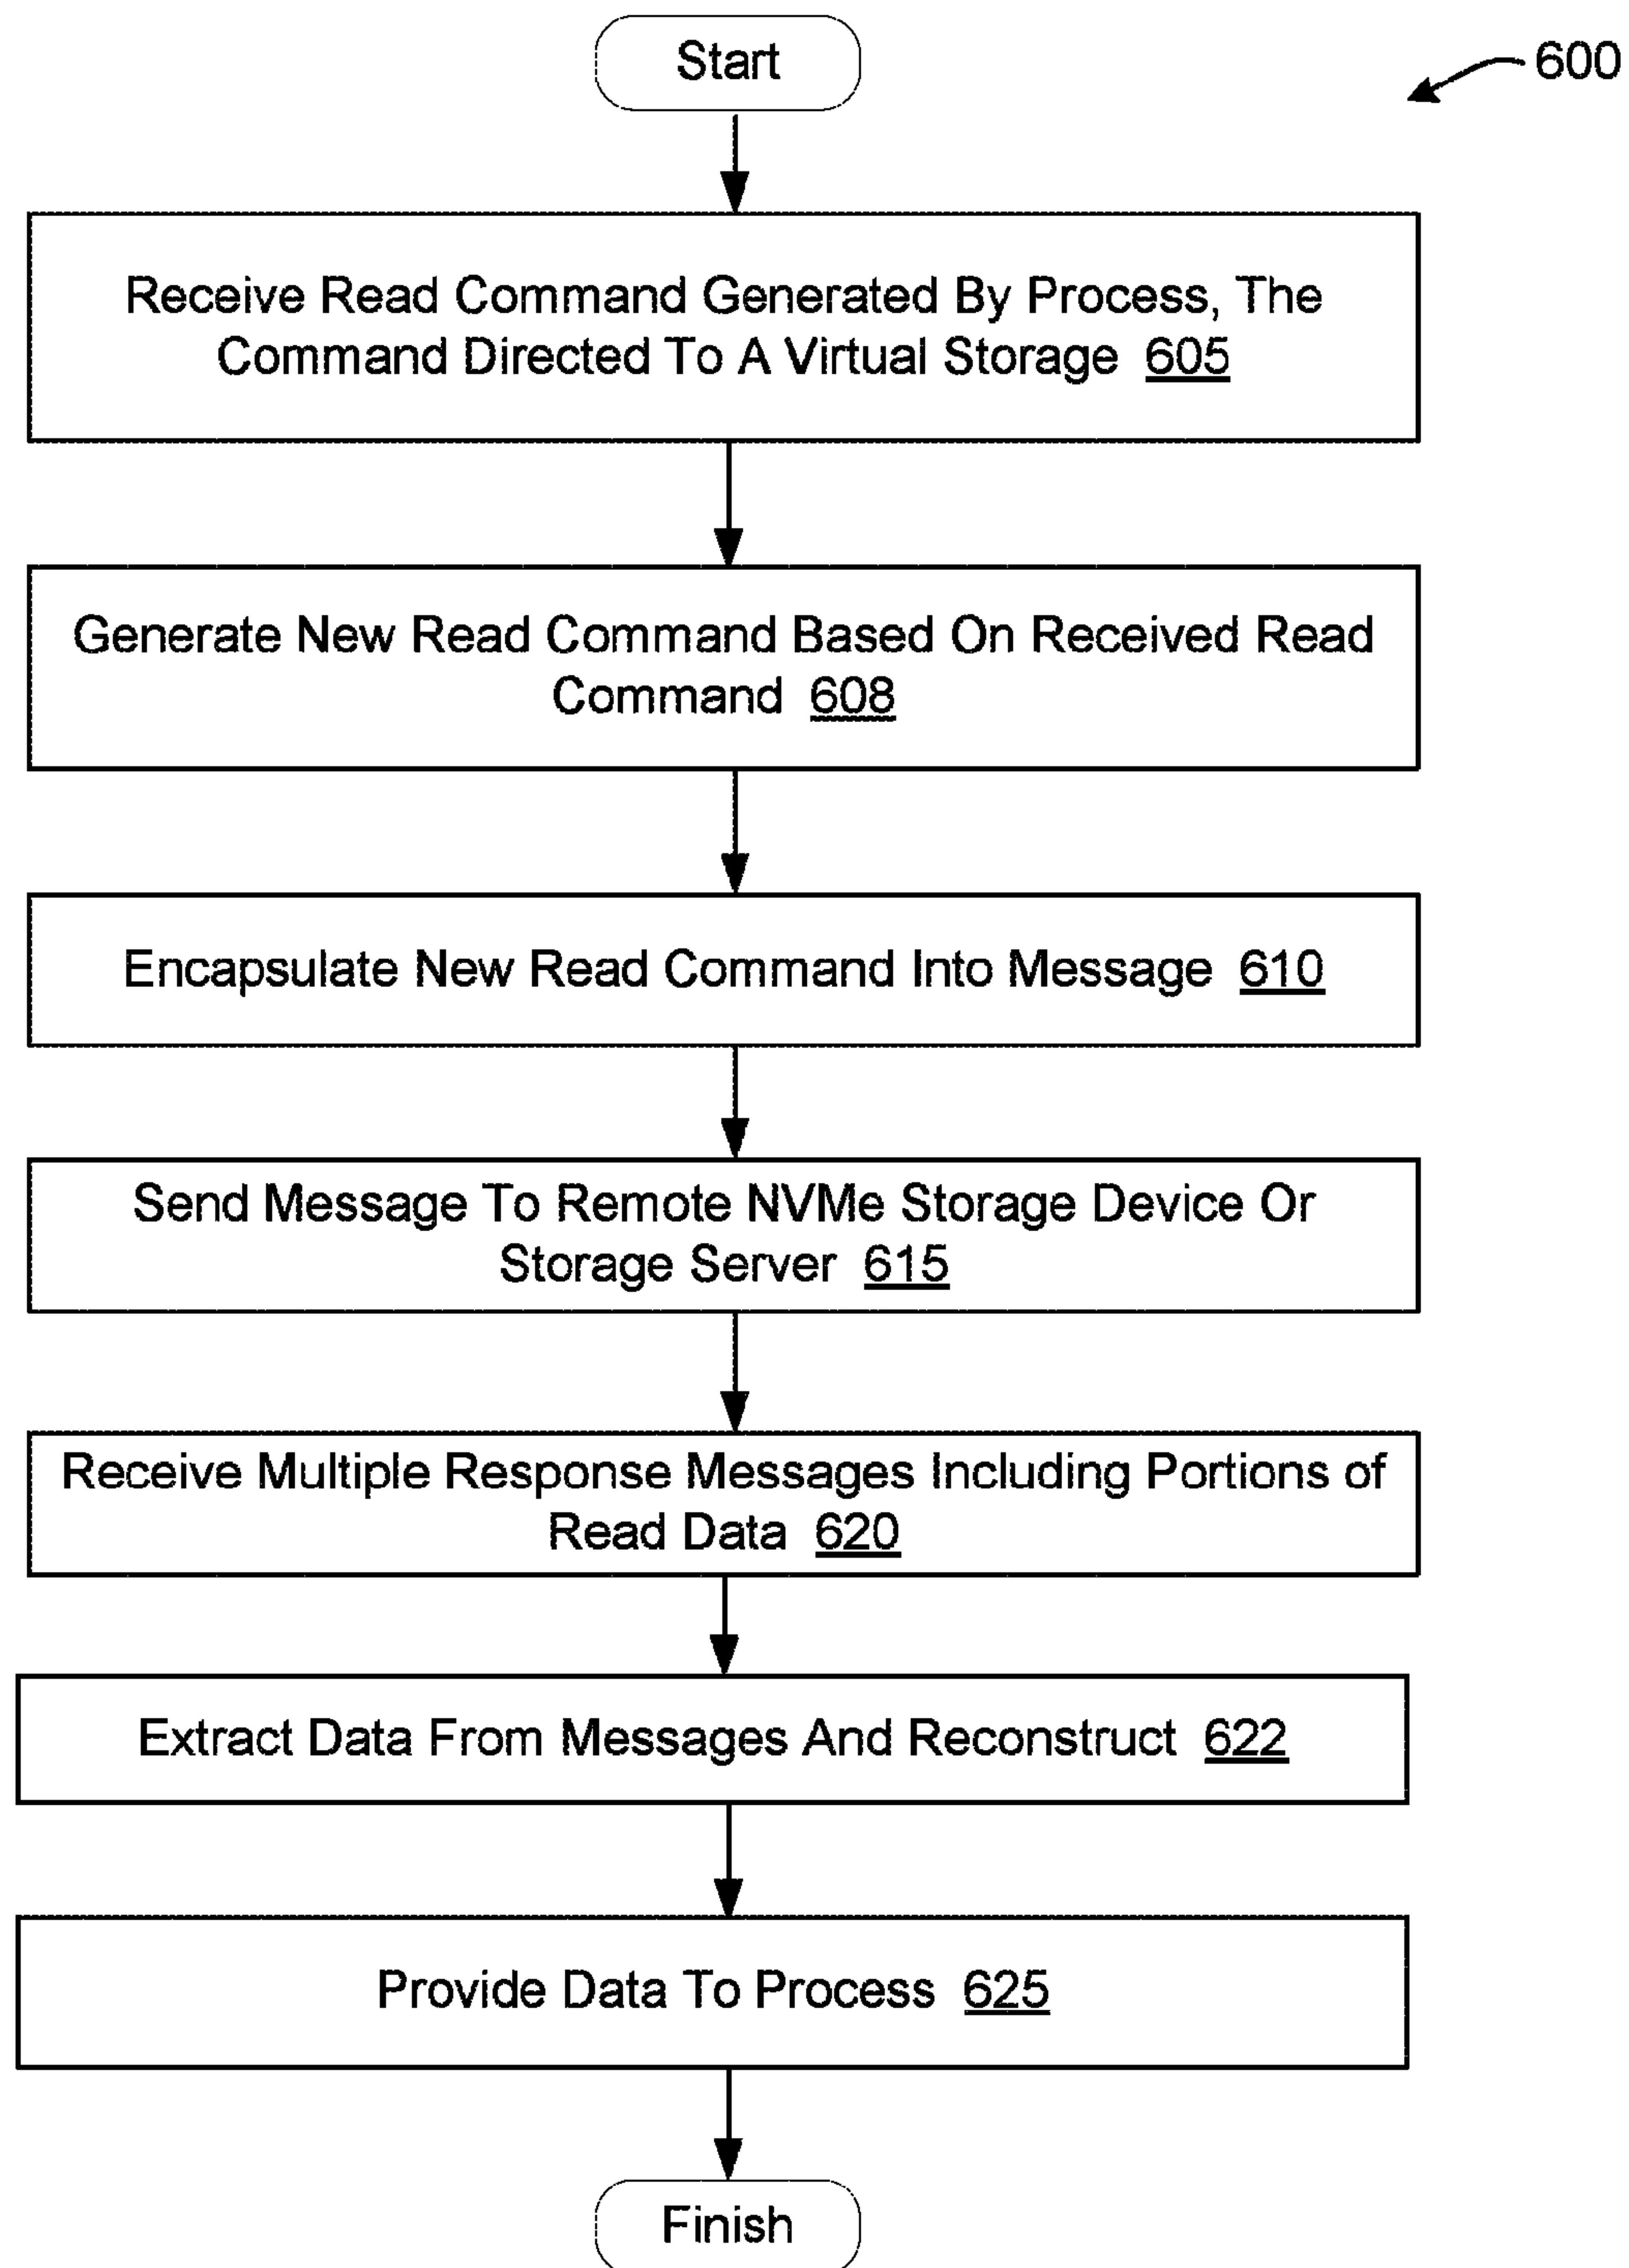 Start
600
Receive Read Command Generated By Process, The
Command Directed To A Virtual Storage 605
Generate New Read Command Based On Received Read
Command 608
Encapsulate New Read Command Into Message 610
Send Message To Remote NVMe Storage Device Or
Storage Server 615
Receive Multiple Response Messages Including Portions of
Read Data 620
Extract Data From Messages And Reconstruct 622
Provide Data To Process 625
Finish